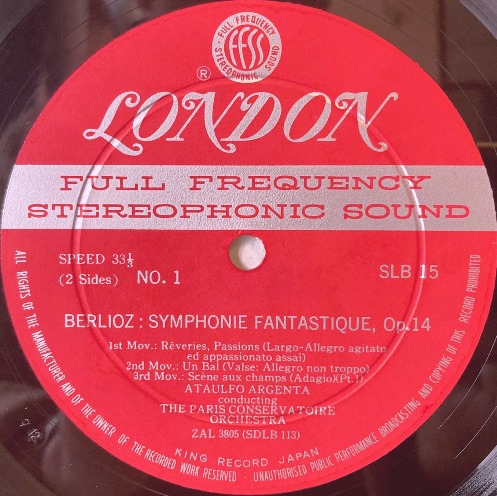 FULL FREQUENCY
FFSS
STEREOPHONIC SOUND
®
LONDON
FULL FREQUENCY
STEREOPHONIC SOUND
SPEED 33⅓
(2 Sides) NO. 1
SLB 15
BERLIOZ : SYMPHONIE FANTASTIQUE, Op.14
1st Mov.: Rêveries, Passions (Largo-Allegro agitato
ed appassionato assai)
2nd Mov.: Un Bal (Valse: Allegro non troppo)
3rd Mov.: Scène aux champs (Adagio)(Pt.1)
ATAULFO ARGENTA
conducting
THE PARIS CONSERVATOIRE
ORCHESTRA
ZAL 3805 (SDLB 113)
KING RECORD JAPAN
ALL RIGHTS OF THE MANUFACTURER AND OF THE OWNER OF THE RECORDED WORK RESERVED - UNAUTHORISED PUBLIC PERFORMANCE BROADCASTING AND COPYING OF THIS RECORD PROHIBITED